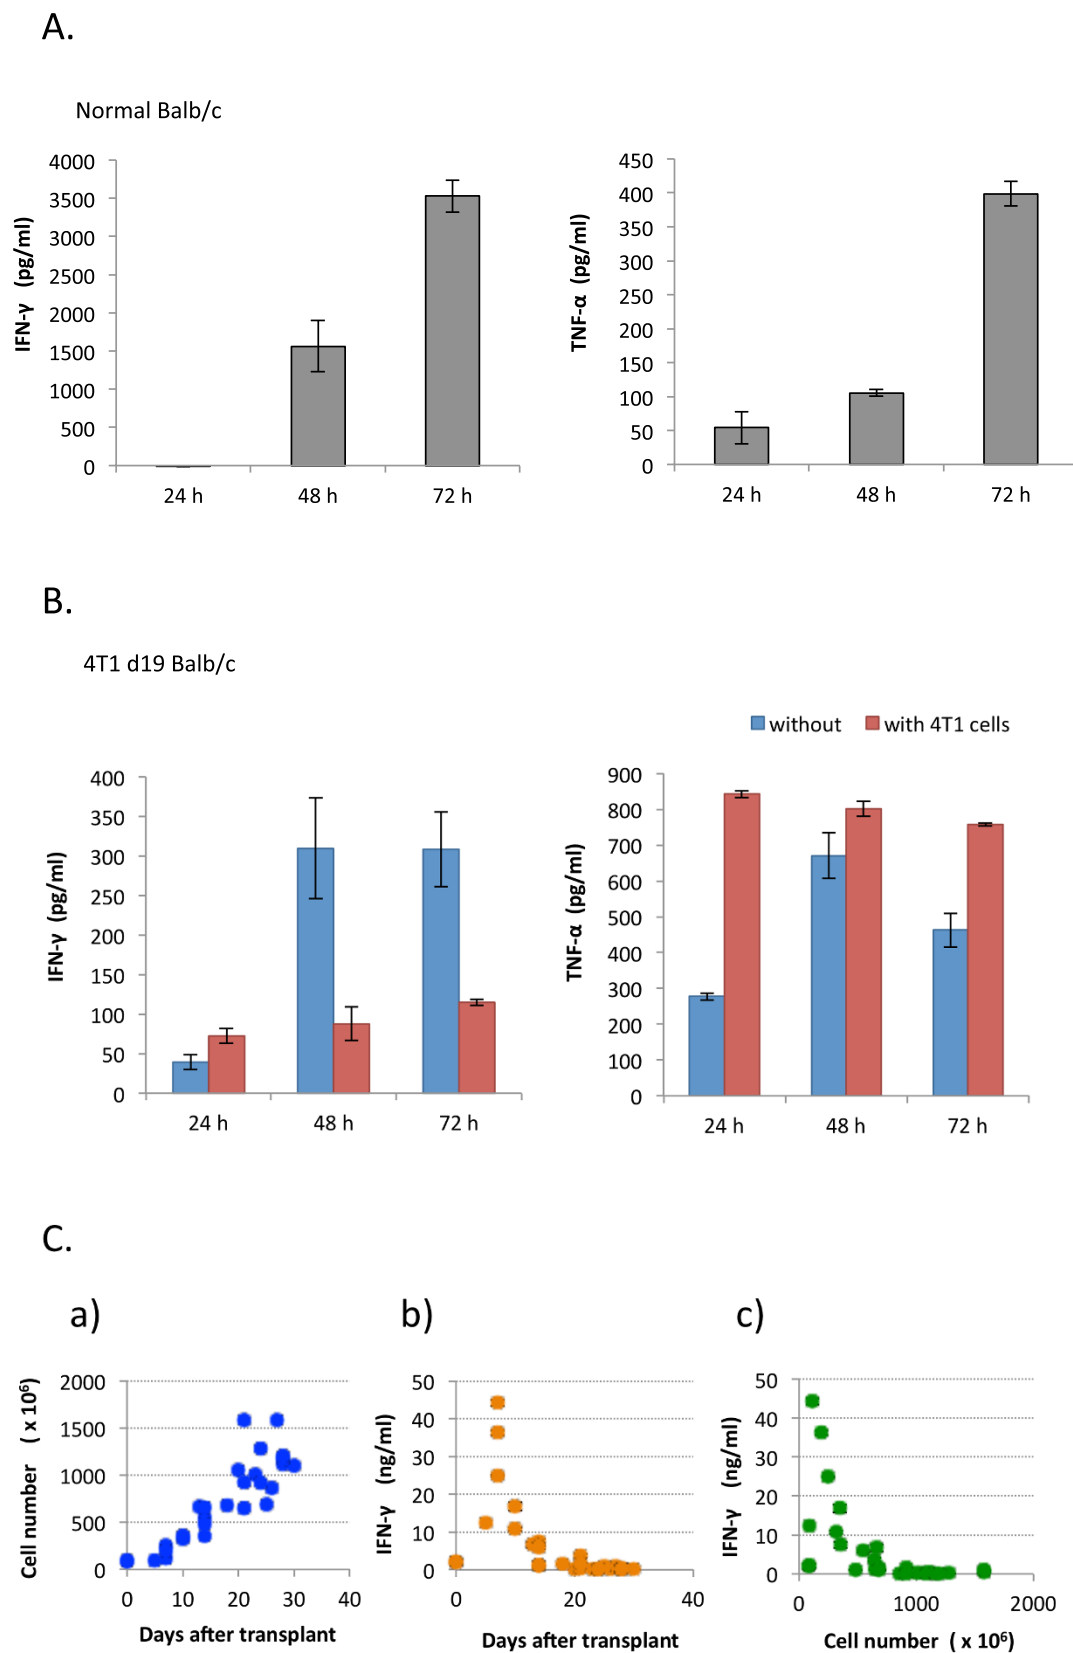 A.
Normal Balb/c
IFN-γ (pg/ml)
4000
3500
3000
2500
2000
1500
1000
500
0
24 h 48 h 72 h
TNF-α (pg/ml)
450
400
350
300
250
200
150
100
50
0
24 h 48 h 72 h
B.
4T1 d19 Balb/c
without with 4T1 cells
IFN-γ (pg/ml)
400
350
300
250
200
150
100
50
0
24 h 48 h 72 h
TNF-α (pg/ml)
900
800
700
600
500
400
300
200
100
0
24 h 48 h 72 h
C.
a)
Cell number ( x 10⁶)
2000
1500
1000
500
0
0 10 20 30 40
Days after transplant
b)
IFN-γ (ng/ml)
50
40
30
20
10
0
0 20 40
Days after transplant
c)
IFN-γ (ng/ml)
50
40
30
20
10
0
0 1000 2000
Cell number ( x 10⁶)